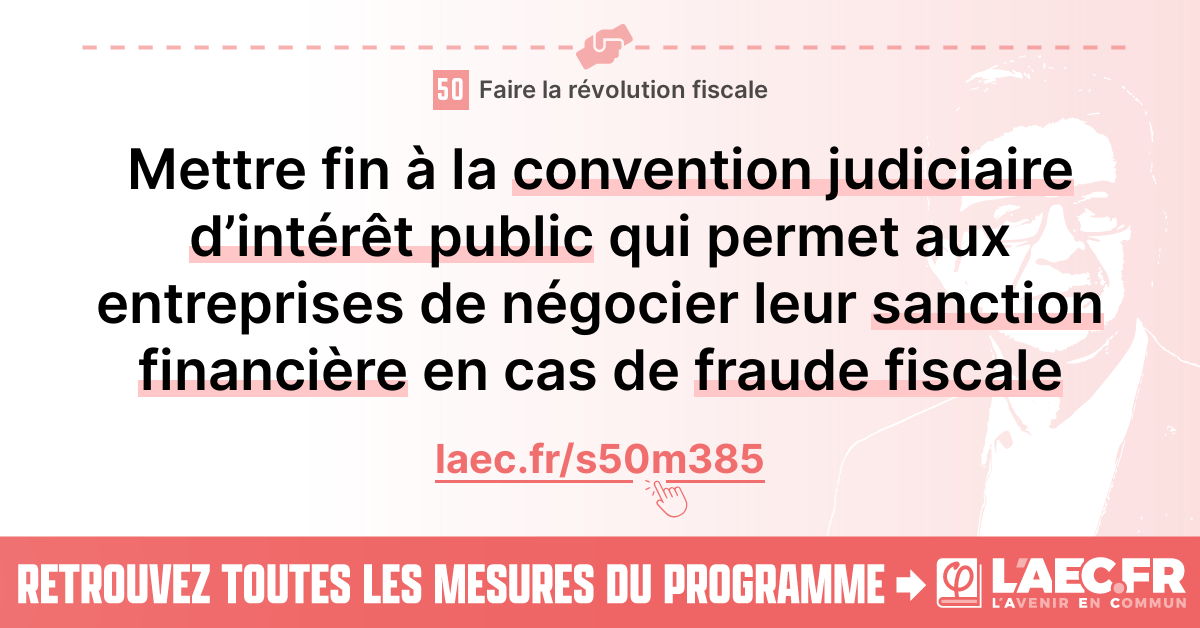 50 Faire la révolution fiscale
Mettre fin à la convention judiciaire
d’intérêt public qui permet aux
entreprises de négocier leur sanction
financière en cas de fraude fiscale
laec.fr/s50m385
RETROUVEZ TOUTES LES MESURES DU PROGRAMME
L'AEC.FR
L'AVENIR EN COMMUN